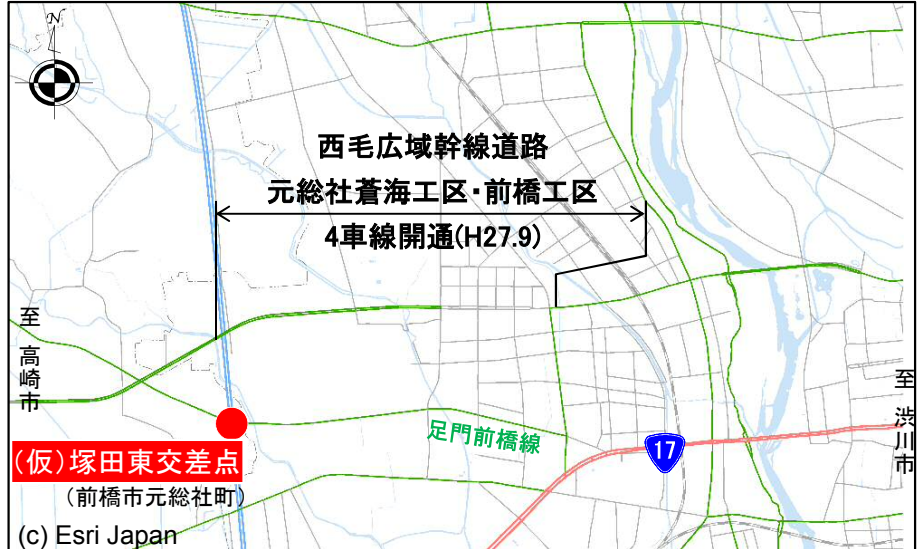 N
西毛広域幹線道路
元総社蒼海工区・前橋工区
4車線開通(H27.9)
至 高崎市
至 渋川市
足門前橋線
17
(仮)塚田東交差点
(前橋市元総社町)
(c) Esri Japan